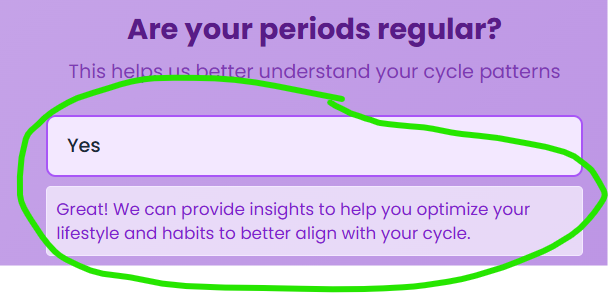 Are your periods regular?
This helps us better understand your cycle patterns
Yes
Great! We can provide insights to help you optimize your
lifestyle and habits to better align with your cycle.